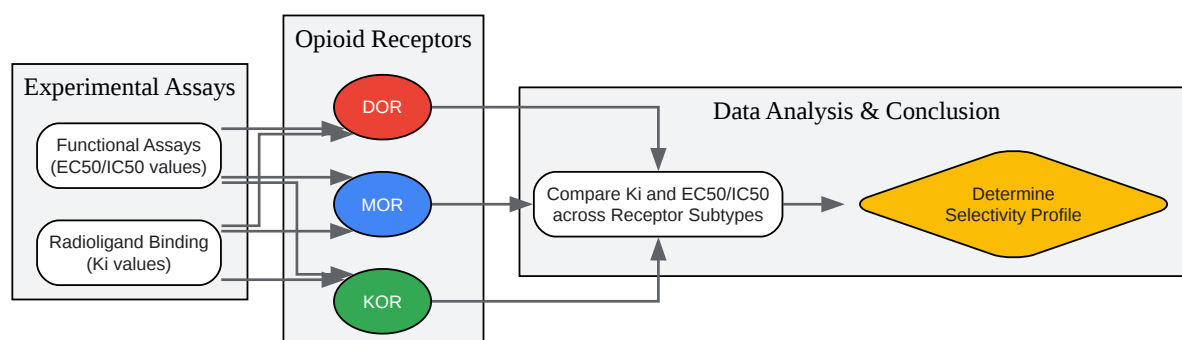 Experimental Assays
Functional Assays
(EC50/IC50 values)
Radioligand Binding
(Ki values)
Opioid Receptors
DOR
MOR
KOR
Data Analysis & Conclusion
Compare Ki and EC50/IC50
across Receptor Subtypes
Determine
Selectivity Profile